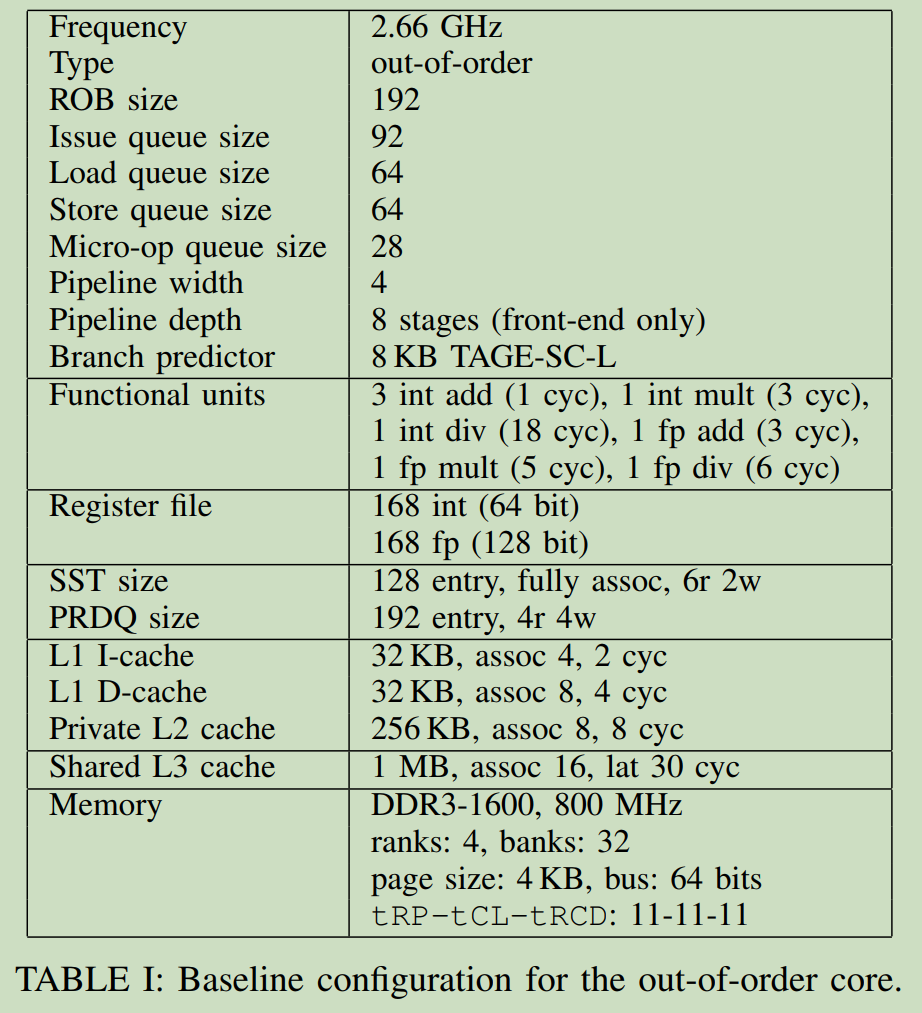 Frequency 2.66 GHz
Type out-of-order
ROB size 192
Issue queue size 92
Load queue size 64
Store queue size 64
Micro-op queue size 28
Pipeline width 4
Pipeline depth 8 stages (front-end only)
Branch predictor 8 KB TAGE-SC-L
Functional units 3 int add (1 cyc), 1 int mult (3 cyc),
1 int div (18 cyc), 1 fp add (3 cyc),
1 fp mult (5 cyc), 1 fp div (6 cyc)
Register file 168 int (64 bit)
168 fp (128 bit)
SST size 128 entry, fully assoc, 6r 2w
PRDQ size 192 entry, 4r 4w
L1 I-cache 32 KB, assoc 4, 2 cyc
L1 D-cache 32 KB, assoc 8, 4 cyc
Private L2 cache 256 KB, assoc 8, 8 cyc
Shared L3 cache 1 MB, assoc 16, lat 30 cyc
Memory DDR3-1600, 800 MHz
ranks: 4, banks: 32
page size: 4 KB, bus: 64 bits
tRP-tCL-tRCD: 11-11-11
TABLE I: Baseline configuration for the out-of-order core.